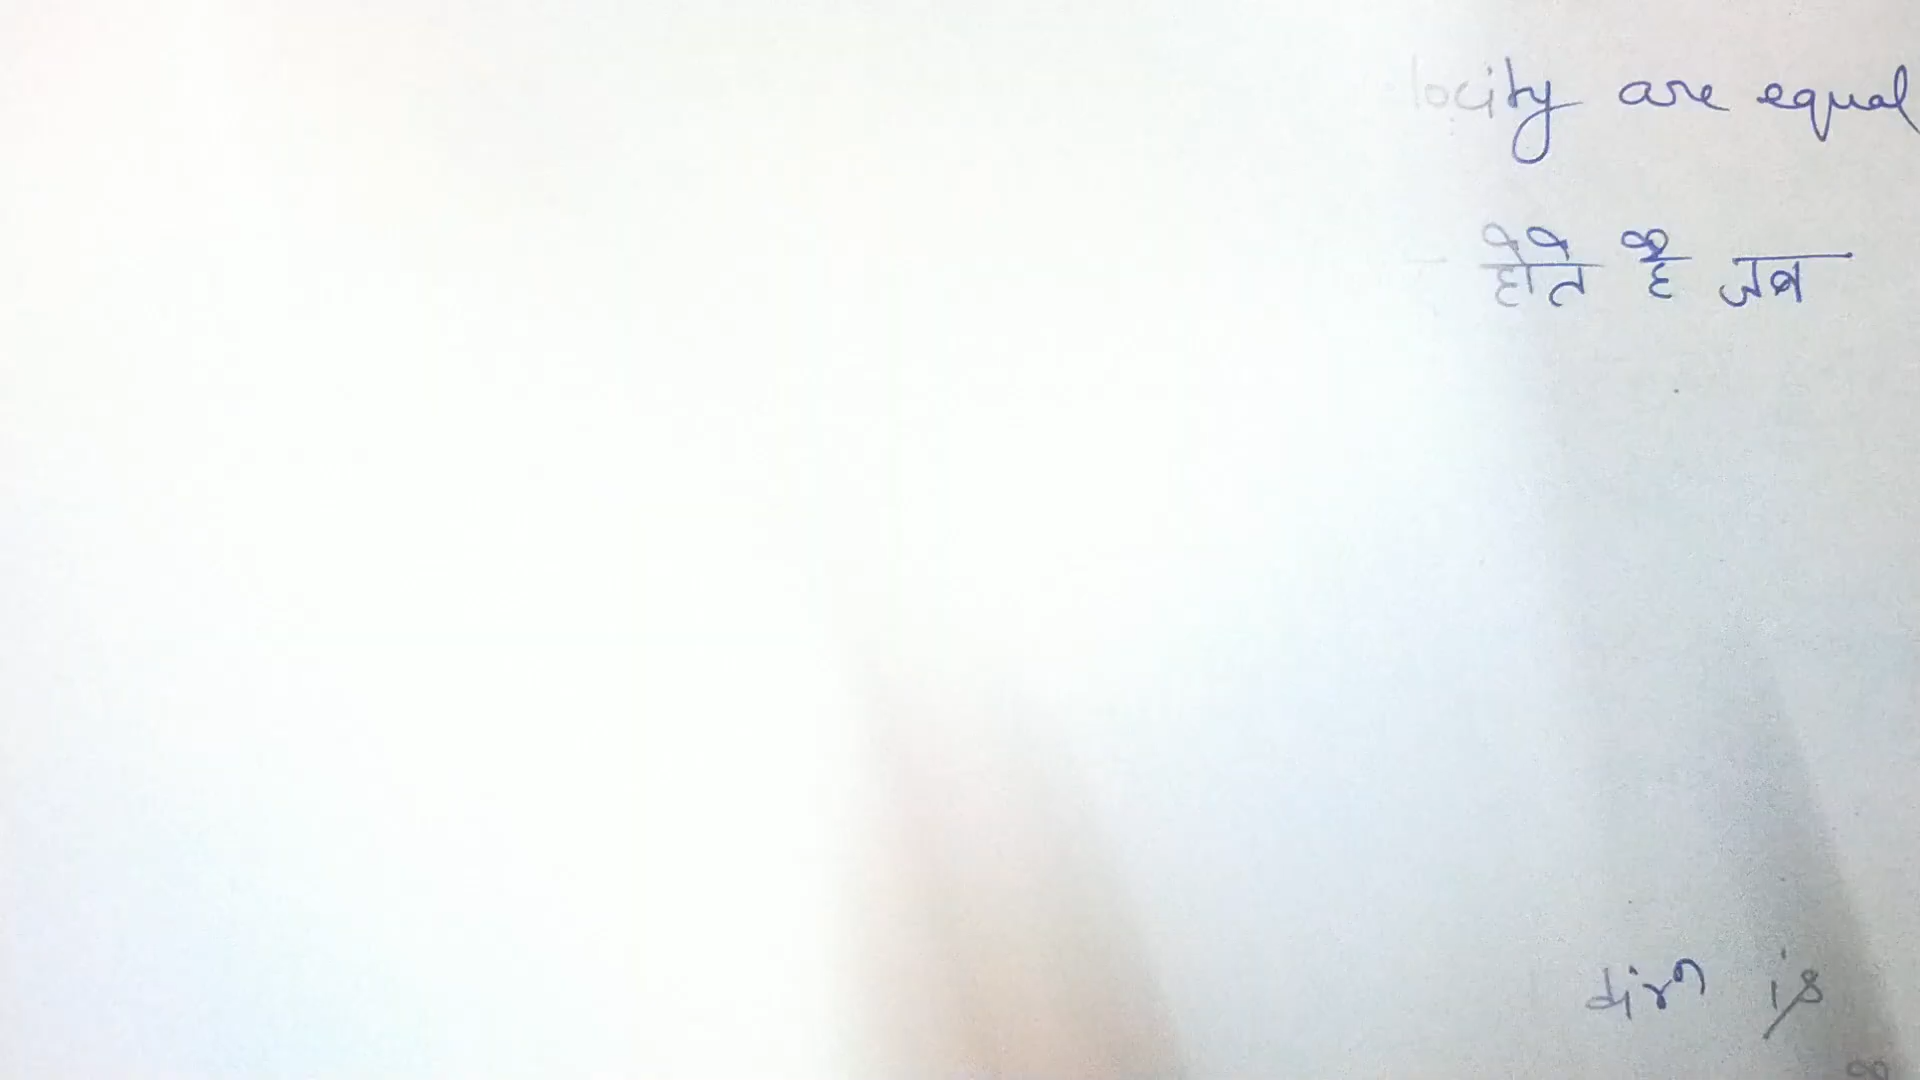 locity are equal
होते है जब
dirⁿ is